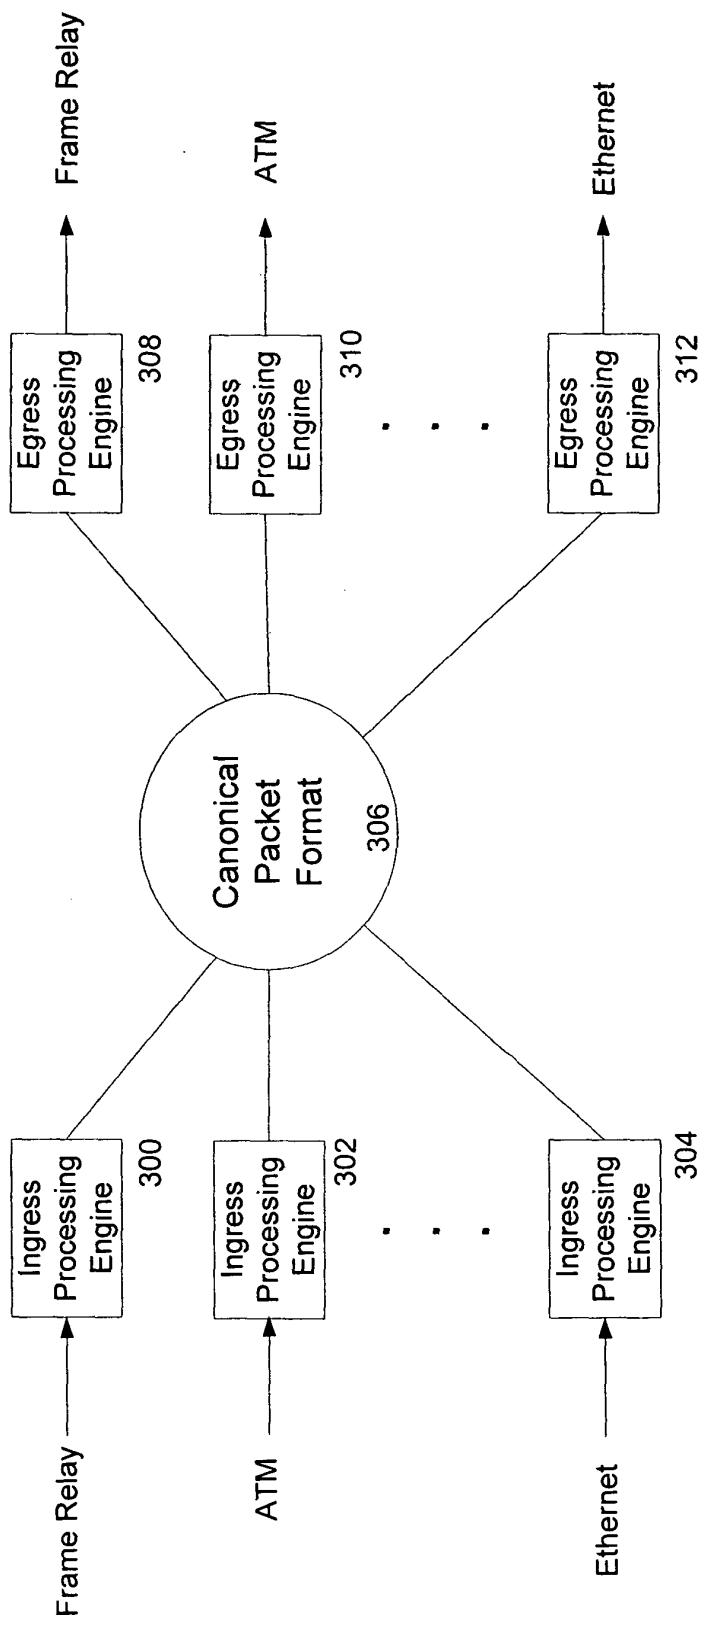 Frame Relay
Ingress
Processing
Engine
300
ATM
Ingress
Processing
Engine
302
Ethernet
Ingress
Processing
Engine
304
Canonical
Packet
Format
306
Egress
Processing
Engine
308
Frame Relay
Egress
Processing
Engine
310
ATM
Egress
Processing
Engine
312
Ethernet